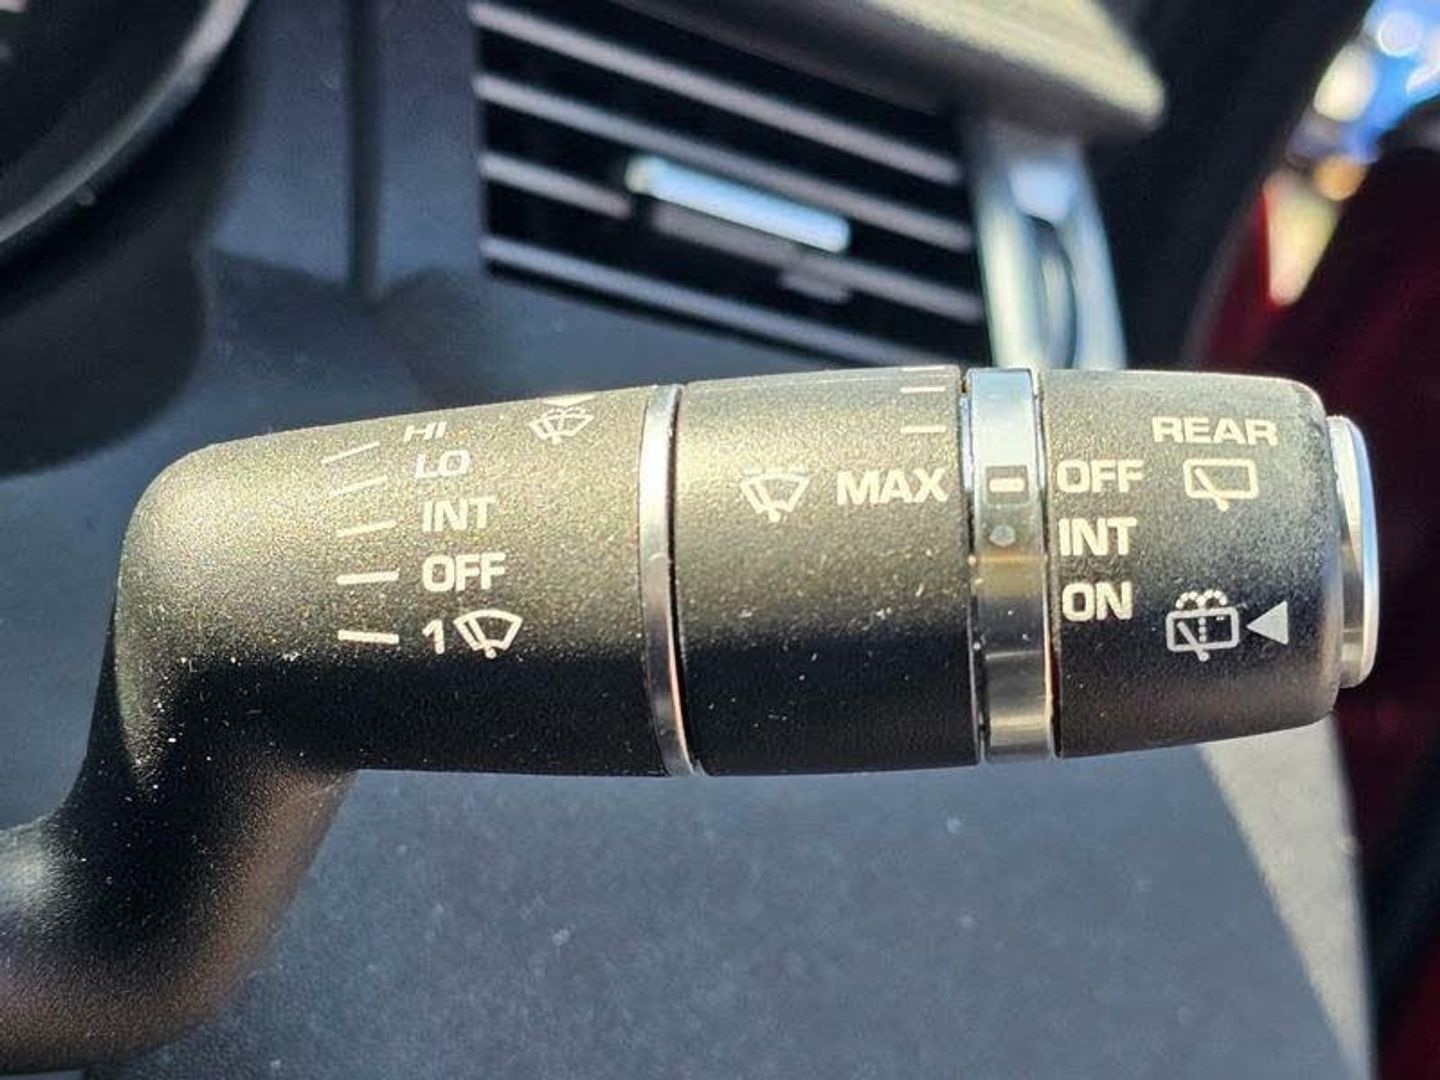 HI
LO
INT
OFF
1
MAX
OFF
INT
ON
REAR